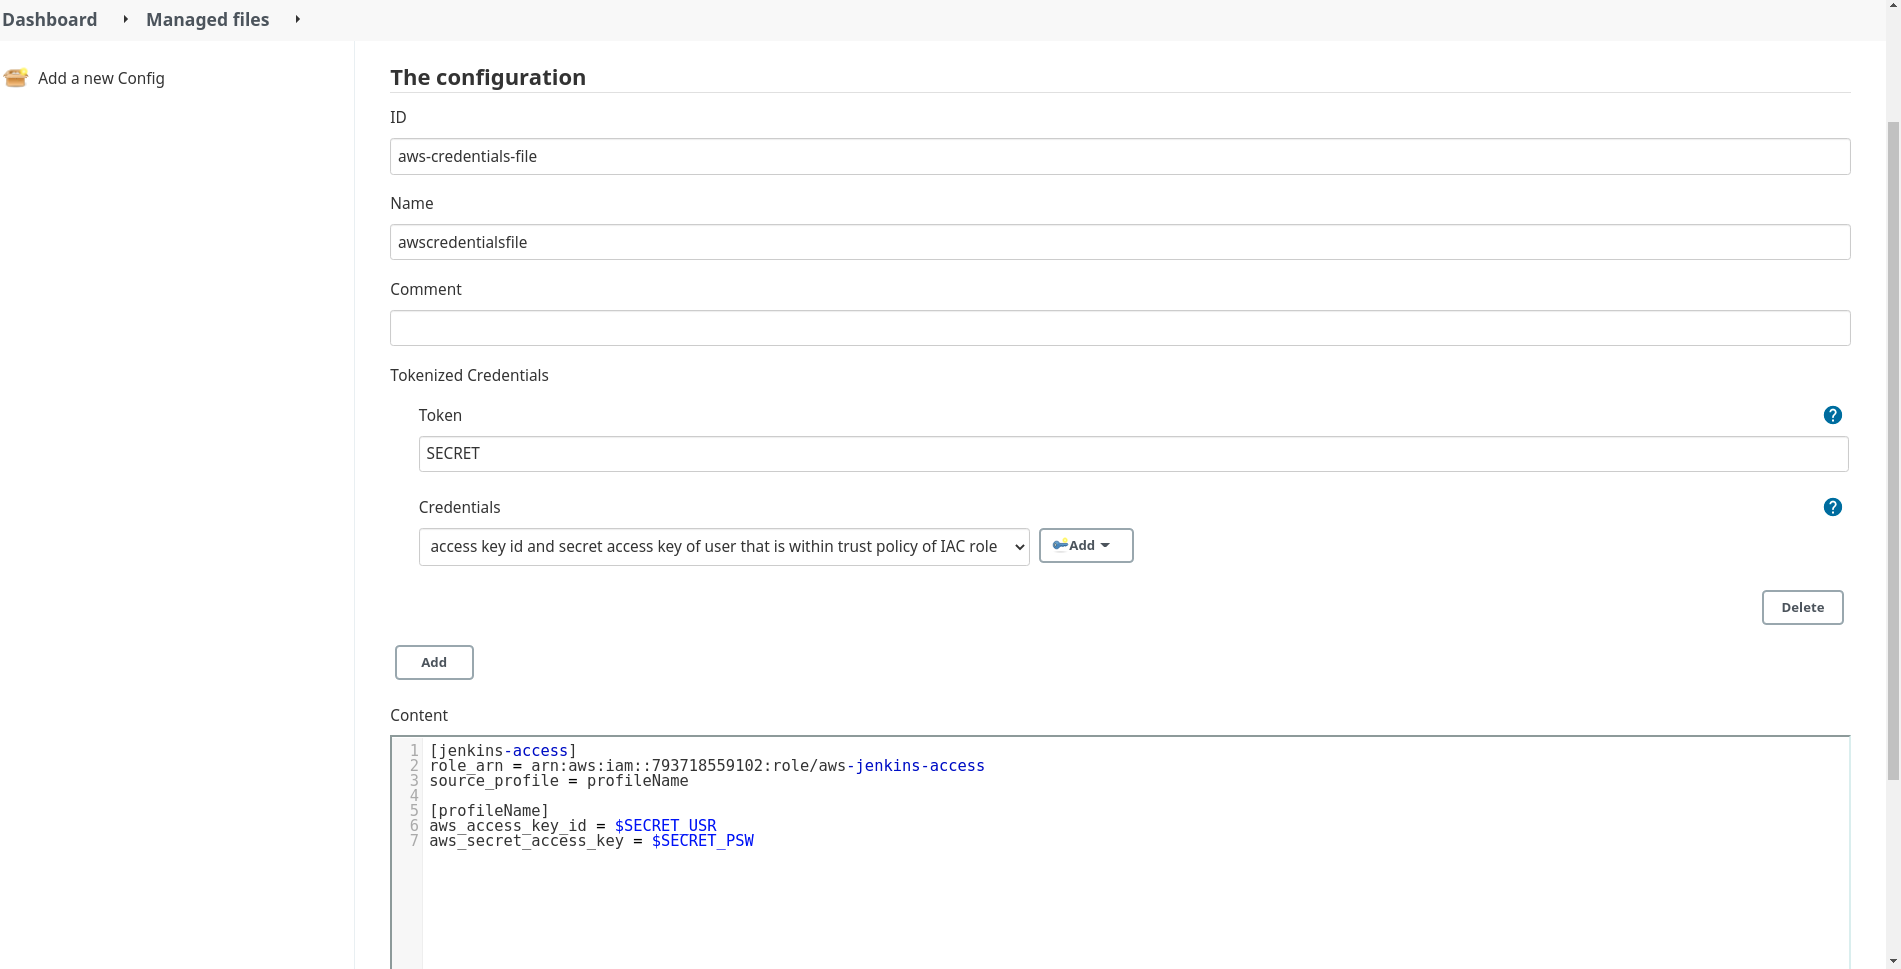 Dashboard
Managed files
Add a new Config
The configuration
ID
aws-credentials-file
Name
awscredentialsfile
Comment
Tokenized Credentials
Token
?
SECRET
Credentials
?
access key id and secret access key of user that is within trust policy of IAC role
Add
Delete
Add
Content
1 [jenkins-access]
2 role_arn = arn:aws:iam::793718559102:role/aws-jenkins-access
3 source_profile = profileName
4
5 [profileName]
6 aws_access_key_id = $SECRET_USR
7 aws_secret_access_key = $SECRET_PSW